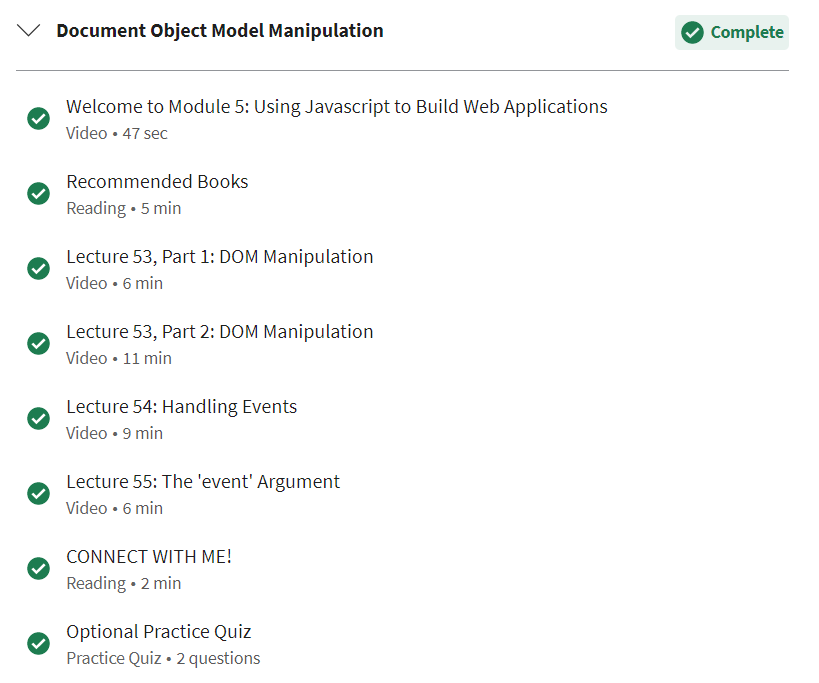 Document Object Model Manipulation
Complete
Welcome to Module 5: Using Javascript to Build Web Applications
Video • 47 sec
Recommended Books
Reading • 5 min
Lecture 53, Part 1: DOM Manipulation
Video • 6 min
Lecture 53, Part 2: DOM Manipulation
Video • 11 min
Lecture 54: Handling Events
Video • 9 min
Lecture 55: The 'event' Argument
Video • 6 min
CONNECT WITH ME!
Reading • 2 min
Optional Practice Quiz
Practice Quiz • 2 questions